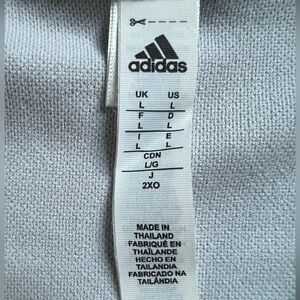 adidas
UK US
L L
F D
L L
I E
L L
CDN
L/G
J
2XO
MADE IN
THAILAND
FABRIQUÉ EN
THAÏLANDE
HECHO EN
TAILANDIA
FABRICADO NA
TAILÂNDIA